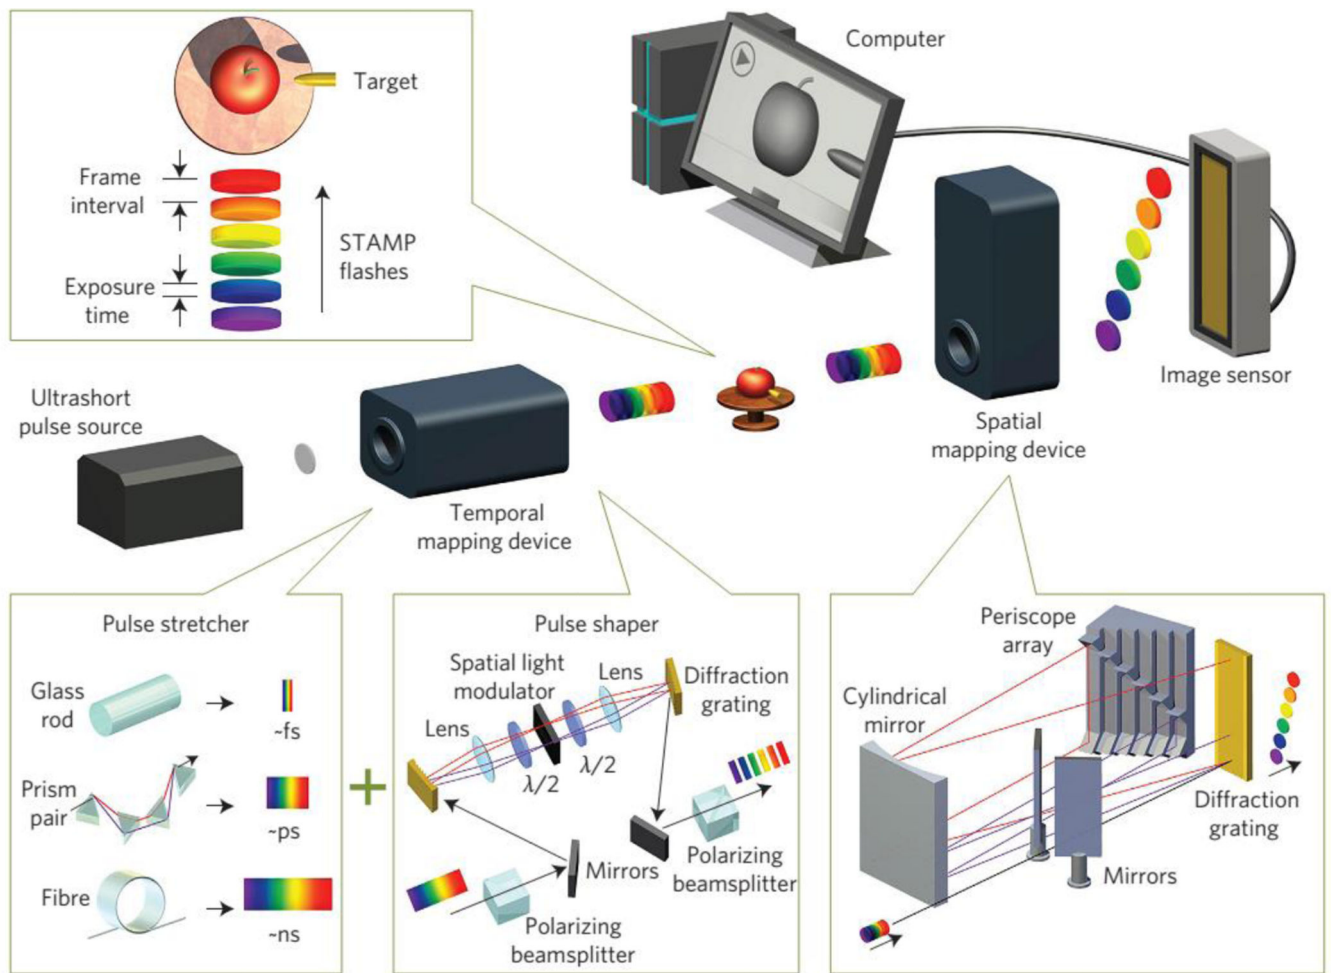 Computer
Target
Frame
interval
STAMP
flashes
Exposure
time
Image sensor
Ultrashort
pulse source
Temporal
mapping device
Spatial
mapping device
Pulse stretcher
Glass
rod
~fs
Prism
pair
~ps
Fibre
~ns
+
Pulse shaper
Spatial light
modulator
Lens
Diffraction
grating
Lens
λ/2
λ/2
Mirrors
Polarizing
beamsplitter
Polarizing
beamsplitter
Periscope
array
Cylindrical
mirror
Diffraction
grating
Mirrors